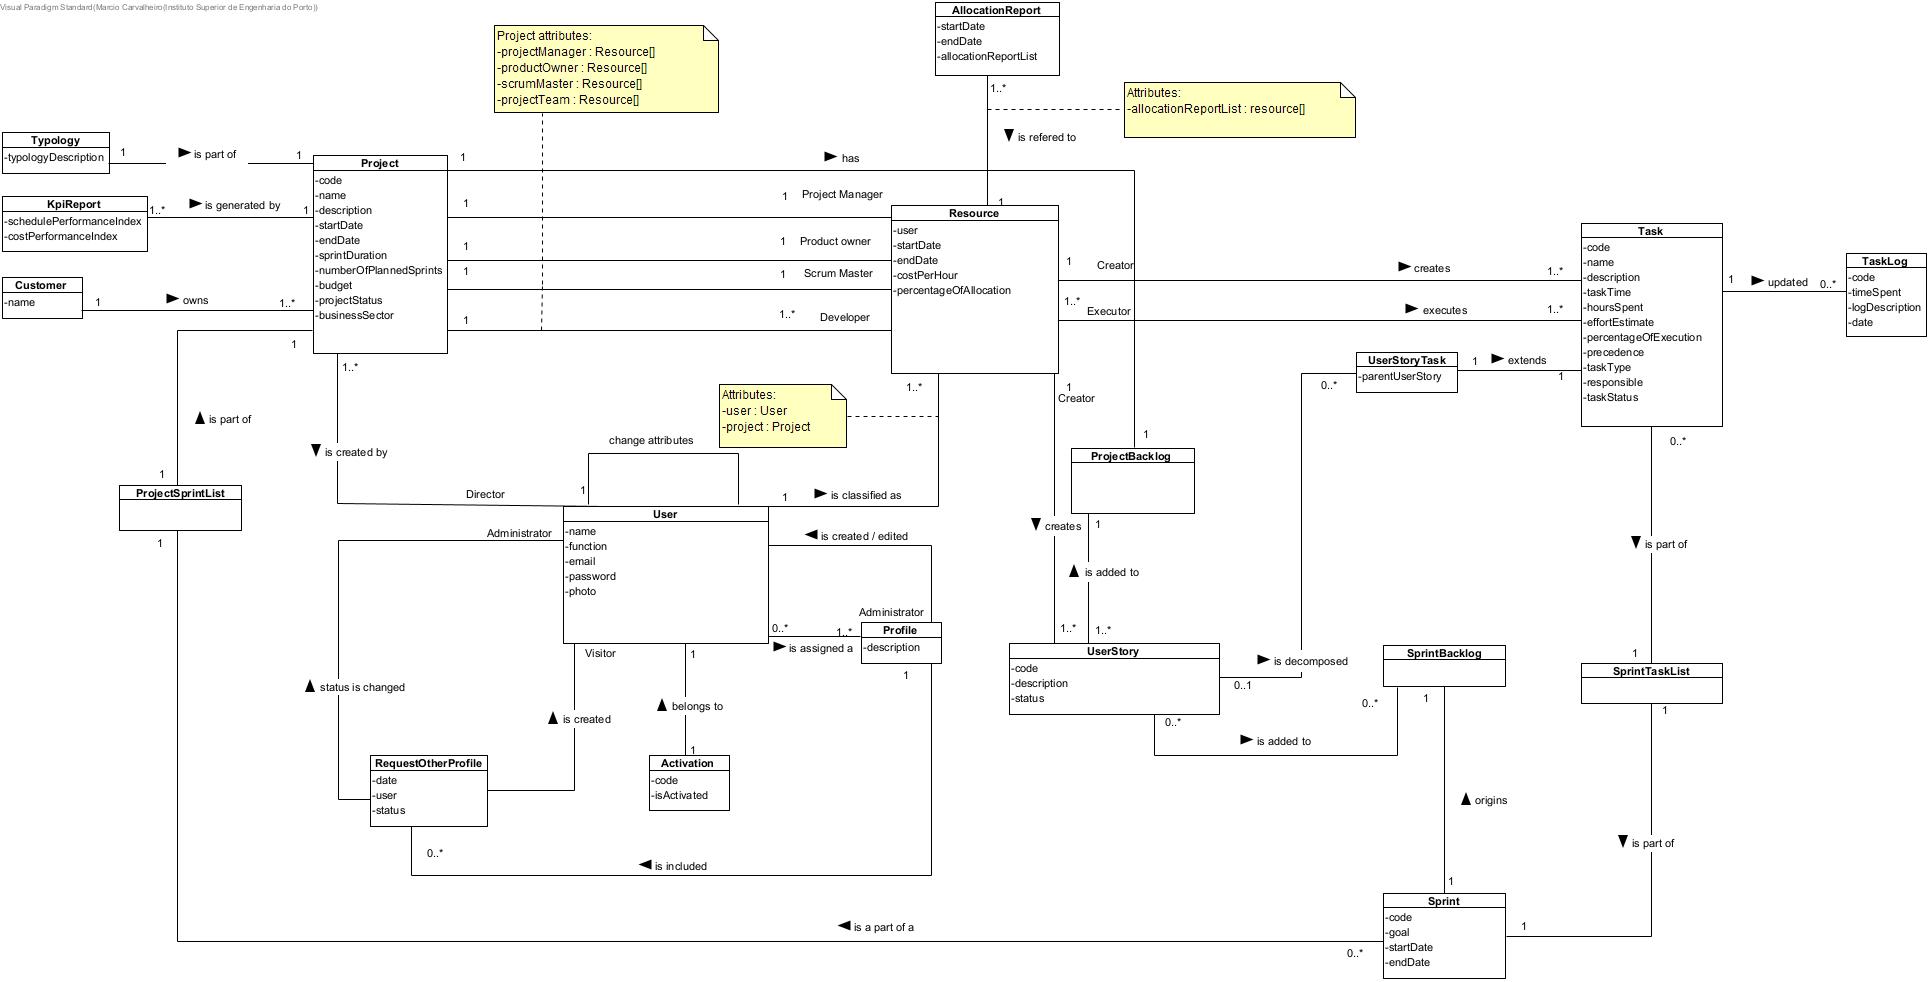 Visual Paradigm Standard(Marcio Carvalheiro(Instituto Superior de Engenharia do Porto))
AllocationReport
-startDate
-endDate
-allocationReportList
Project attributes:
-projectManager : Resource[]
-productOwner : Resource[]
-scrumMaster : Resource[]
-projectTeam : Resource[]
1..*
Attributes:
-allocationReportList : resource[]
is refered to
Typology
-typologyDescription
1
is part of
1
Project
-code
-name
-description
-startDate
-endDate
-sprintDuration
-numberOfPlannedSprints
-budget
-projectStatus
-businessSector
1
has
KpiReport
-schedulePerformanceIndex
-costPerformanceIndex
1..*
is generated by
1
1
1
Project Manager
1
Resource
-user
-startDate
-endDate
-costPerHour
-percentageOfAllocation
1
1
Product owner
1
1
Scrum Master
1
1..*
Developer
Customer
-name
1
owns
1..*
1
Creator
creates
1..*
1..*
Executor
executes
1..*
Task
-code
-name
-description
-taskTime
-hoursSpent
-effortEstimate
-percentageOfExecution
-precedence
-taskType
-responsible
-taskStatus
1
updated
0..*
TaskLog
-code
-timeSpent
-logDescription
-date
UserStoryTask
-parentUserStory
1
extends
1
0..*
1
1..*
is part of
is created by
Director
1
ProjectSprintList
1
Attributes:
-user : User
-project : Project
1..*
change attributes
1
1
is classified as
1
Creator
creates
1..*
1
ProjectBacklog
1
is added to
1..*
0..*
is part of
1
SprintTaskList
1
User
-name
-function
-email
-password
-photo
Administrator
is created / edited
Administrator
0..*
1..*
is assigned a
Profile
-description
1
Visitor
1
status is changed
is created
belongs to
1
RequestOtherProfile
-date
-user
-status
Activation
-code
-isActivated
0..*
is included
UserStory
-code
-description
-status
is decomposed
0..1
0..*
is added to
0..*
SprintBacklog
1
origins
1
is part of
Sprint
-code
-goal
-startDate
-endDate
1
is a part of a
0..*